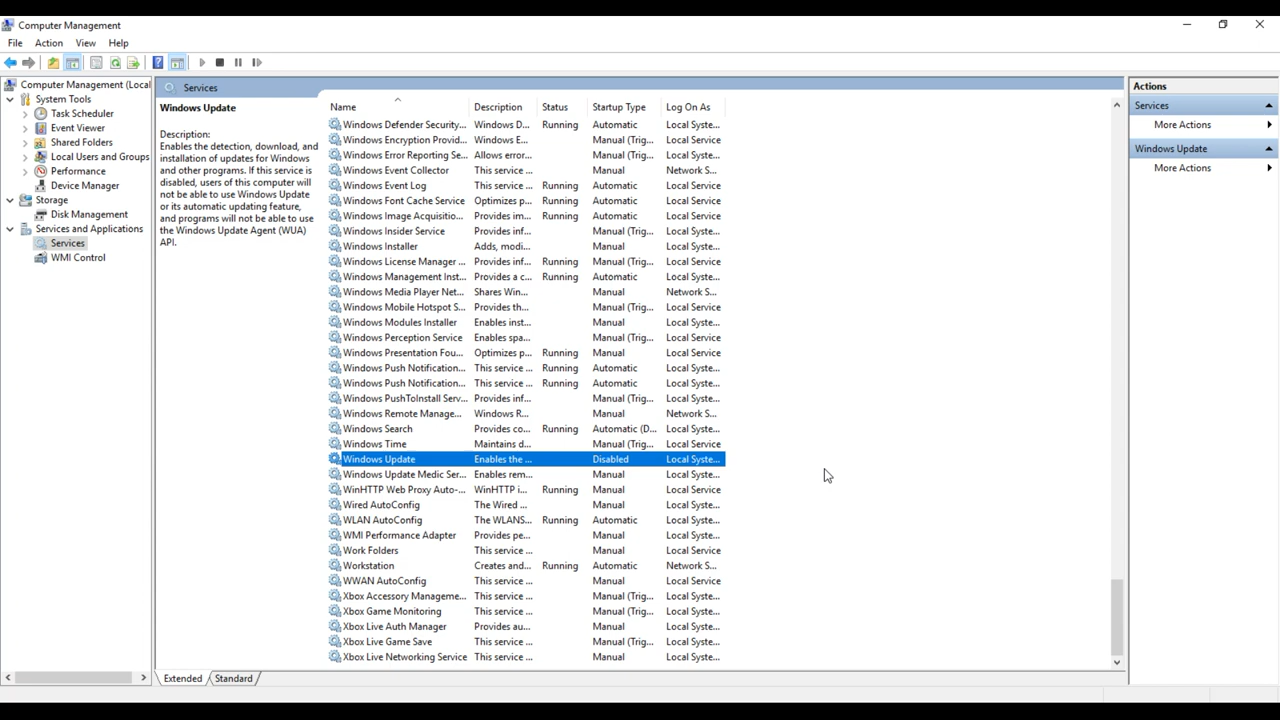 Computer Management
File Action View Help
Computer Management (Local
System Tools
Task Scheduler
Event Viewer
Shared Folders
Local Users and Groups
Performance
Device Manager
Storage
Disk Management
Services and Applications
Services
WMI Control
Services
Windows Update
Description:
Enables the detection, download, and
installation of updates for Windows
and other programs. If this service is
disabled, users of this computer will
not be able to use Windows Update
or its automatic updating feature,
and programs will not be able to use
the Windows Update Agent (WUA)
API.
Name Description Status Startup Type Log On As
Windows Defender Security... Windows D... Running Automatic Local Syste...
Windows Encryption Provid... Windows E... Manual (Trig... Local Service
Windows Error Reporting Se... Allows error... Manual (Trig... Local Syste...
Windows Event Collector This service ... Manual Network S...
Windows Event Log This service ... Running Automatic Local Service
Windows Font Cache Service Optimizes p... Running Automatic Local Service
Windows Image Acquisitio... Provides im... Running Automatic Local Service
Windows Insider Service Provides inf... Manual (Trig... Local Syste...
Windows Installer Adds, modi... Manual Local Syste...
Windows License Manager ... Provides inf... Running Manual (Trig... Local Service
Windows Management Inst... Provides a c... Running Automatic Local Syste...
Windows Media Player Net... Shares Win... Manual Network S...
Windows Mobile Hotspot S... Provides th... Manual (Trig... Local Service
Windows Modules Installer Enables inst... Manual Local Syste...
Windows Perception Service Enables spa... Manual (Trig... Local Service
Windows Presentation Fou... Optimizes p... Running Manual Local Service
Windows Push Notification... This service ... Running Automatic Local Syste...
Windows Push Notification... This service ... Running Automatic Local Syste...
Windows PushToInstall Serv... Provides inf... Manual (Trig... Local Syste...
Windows Remote Manage... Windows R... Manual Network S...
Windows Search Provides co... Running Automatic (D... Local Syste...
Windows Time Maintains d... Manual (Trig... Local Service
Windows Update Enables the ... Disabled Local Syste...
Windows Update Medic Ser... Enables rem... Manual Local Syste...
WinHTTP Web Proxy Auto-... WinHTTP i... Running Manual Local Service
Wired AutoConfig The Wired ... Manual Local Syste...
WLAN AutoConfig The WLANS... Running Automatic Local Syste...
WMI Performance Adapter Provides pe... Manual Local Syste...
Work Folders This service ... Manual Local Service
Workstation Creates and... Running Automatic Network S...
WWAN AutoConfig This service ... Manual Local Service
Xbox Accessory Manageme... This service ... Manual (Trig... Local Syste...
Xbox Game Monitoring This service ... Manual (Trig... Local Syste...
Xbox Live Auth Manager Provides au... Manual Local Syste...
Xbox Live Game Save This service ... Manual (Trig... Local Syste...
Xbox Live Networking Service This service ... Manual Local Syste...
Extended Standard
Actions
Services
More Actions
Windows Update
More Actions